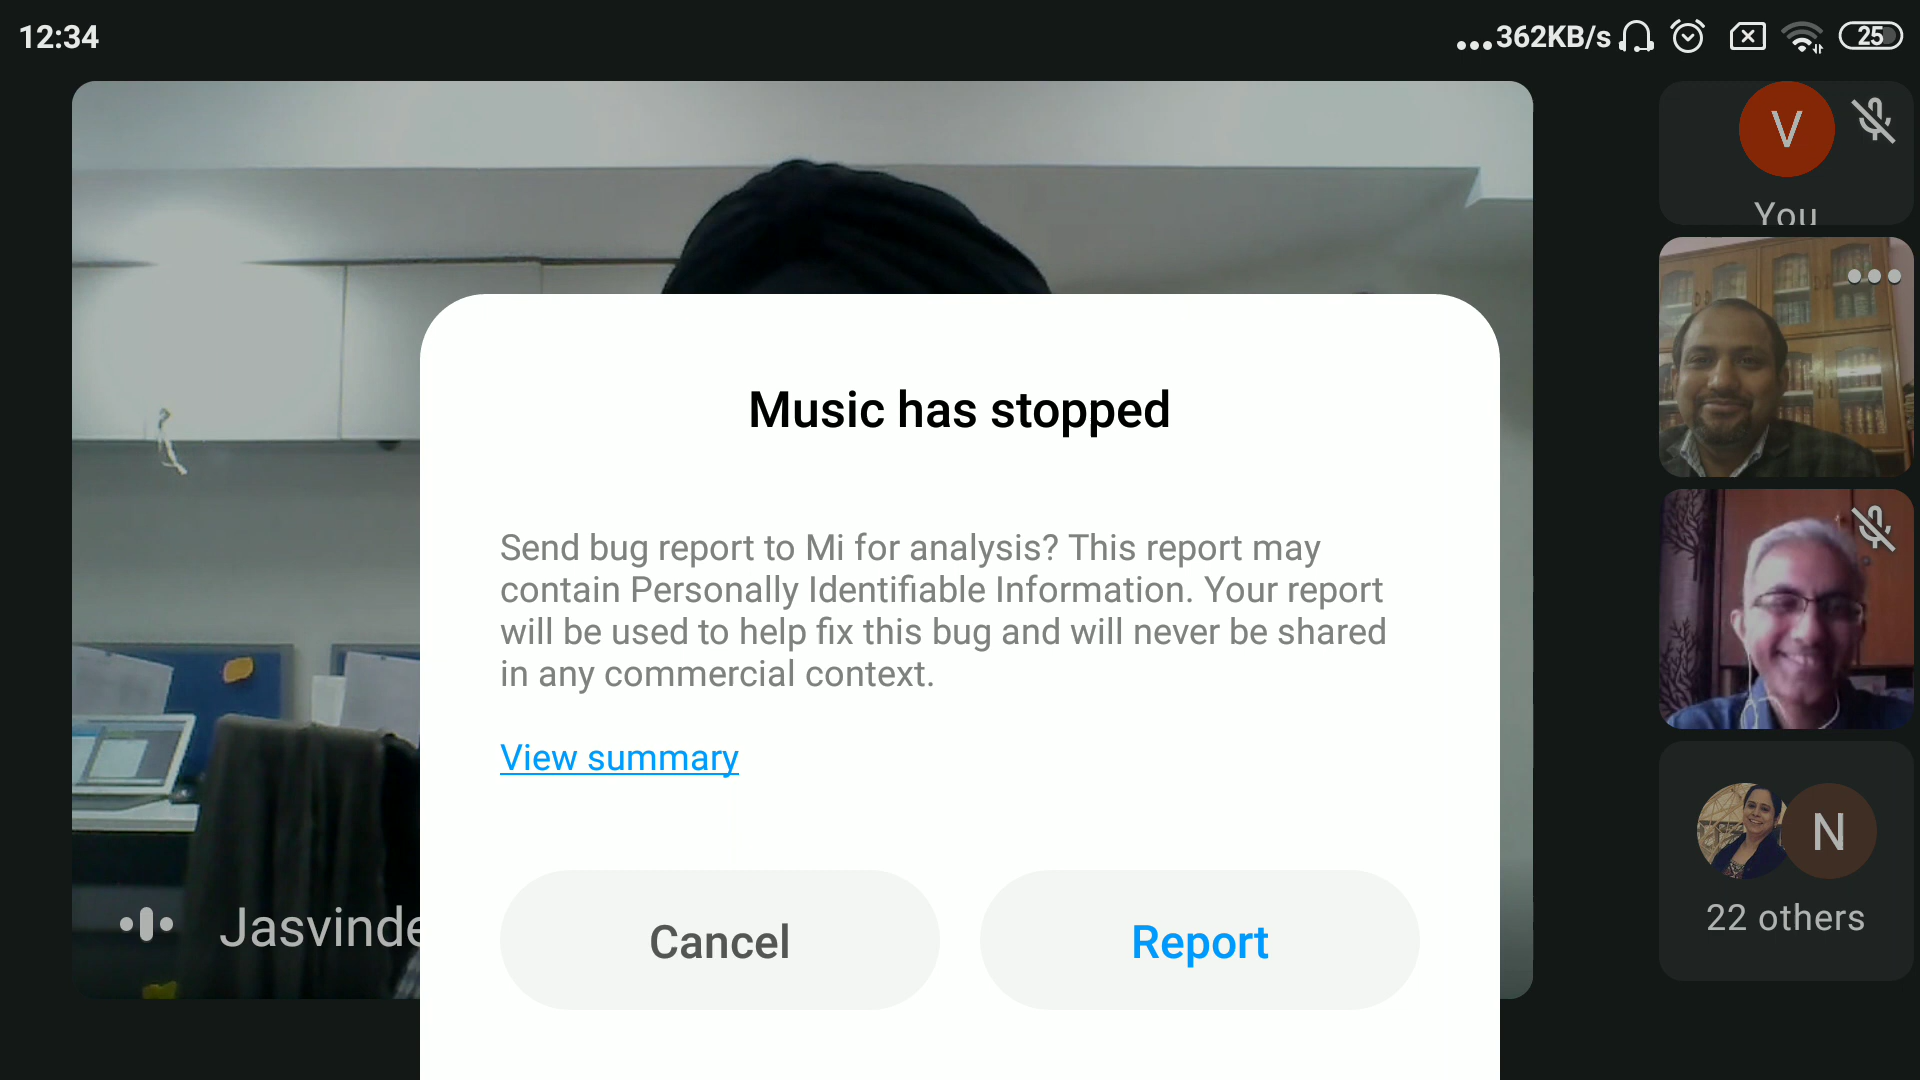 12:34
...362KB/s
25
V
You
Music has stopped
Send bug report to Mi for analysis? This report may
contain Personally Identifiable Information. Your report
will be used to help fix this bug and will never be shared
in any commercial context.
View summary
Cancel
Report
Jasvinde
N
22 others